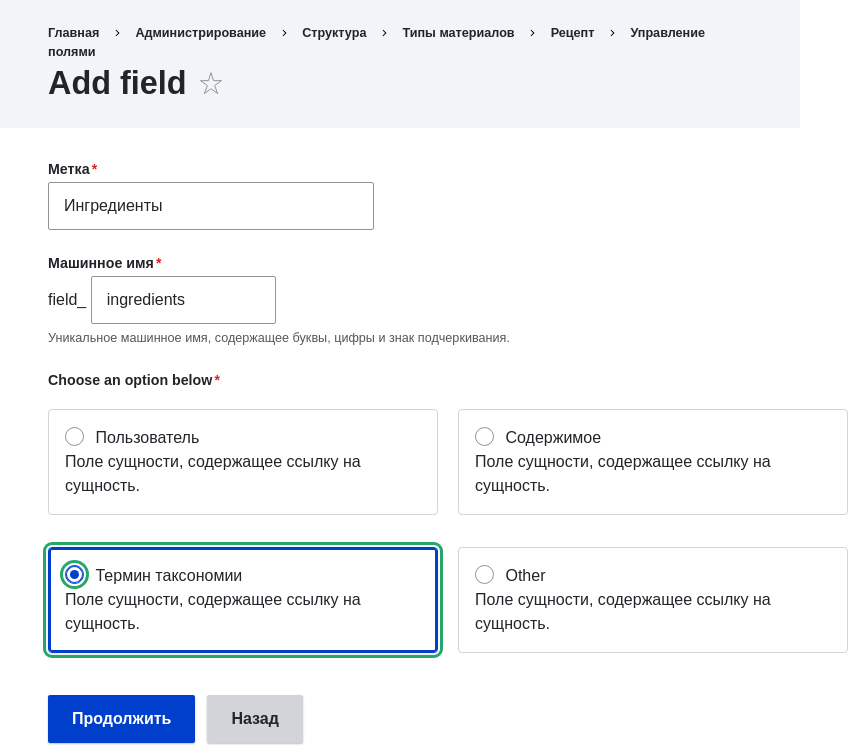 Главная › Администрирование › Структура › Типы материалов › Рецепт › Управление
полями
Add field ☆
Метка*
Ингредиенты
Машинное имя*
field_ ingredients
Уникальное машинное имя, содержащее буквы, цифры и знак подчеркивания.
Choose an option below*
Пользователь
Поле сущности, содержащее ссылку на
сущность.
Содержимое
Поле сущности, содержащее ссылку на
сущность.
Термин таксономии
Поле сущности, содержащее ссылку на
сущность.
Other
Поле сущности, содержащее ссылку на
сущность.
Продолжить
Назад